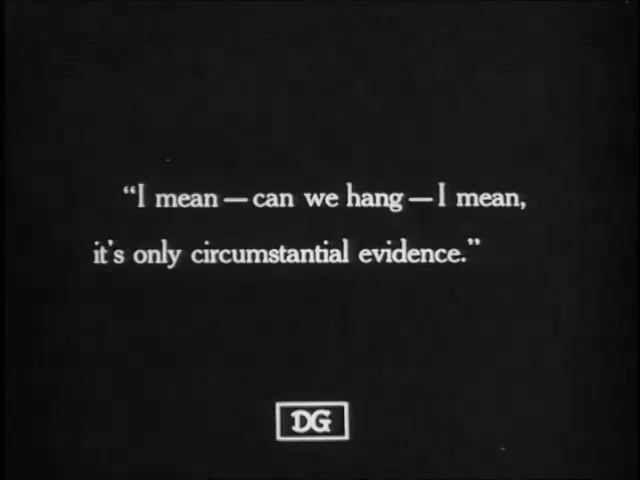 “I mean — can we hang — I mean,
it's only circumstantial evidence.”
DG